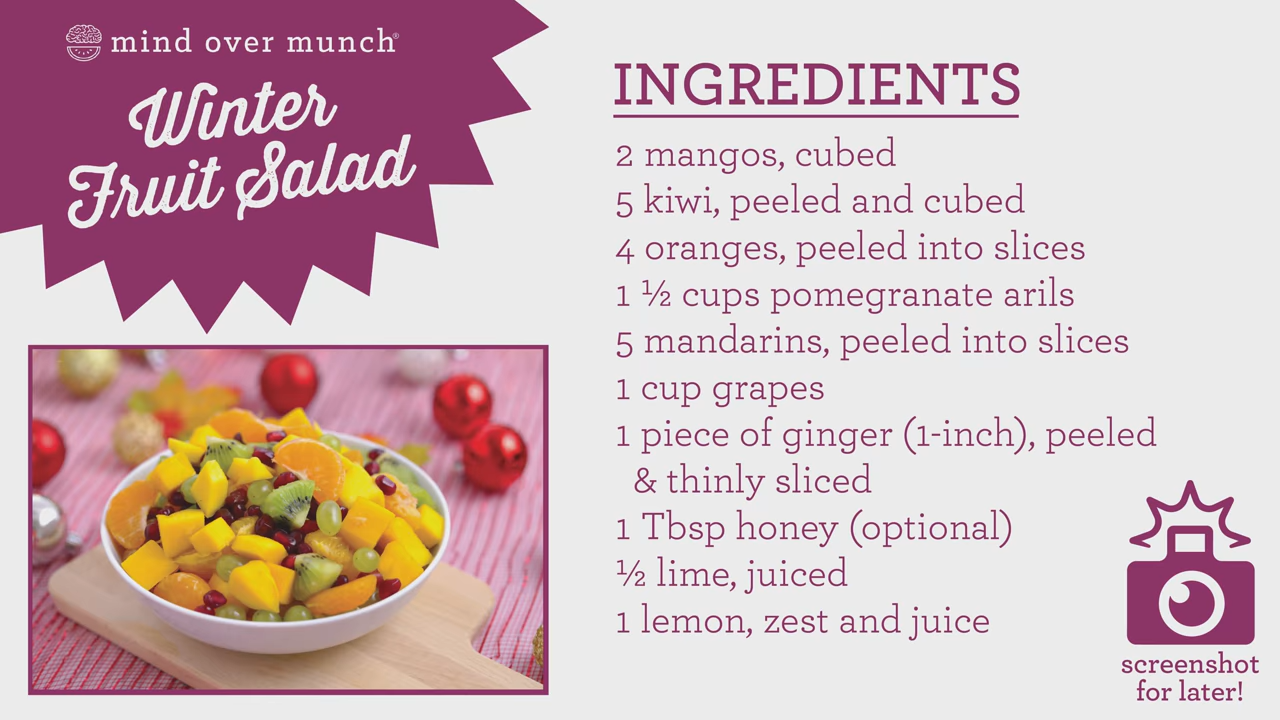 mind over munch®
Winter
Fruit Salad
INGREDIENTS
2 mangos, cubed
5 kiwi, peeled and cubed
4 oranges, peeled into slices
1 ½ cups pomegranate arils
5 mandarins, peeled into slices
1 cup grapes
1 piece of ginger (1-inch), peeled
& thinly sliced
1 Tbsp honey (optional)
½ lime, juiced
1 lemon, zest and juice
screenshot
for later!